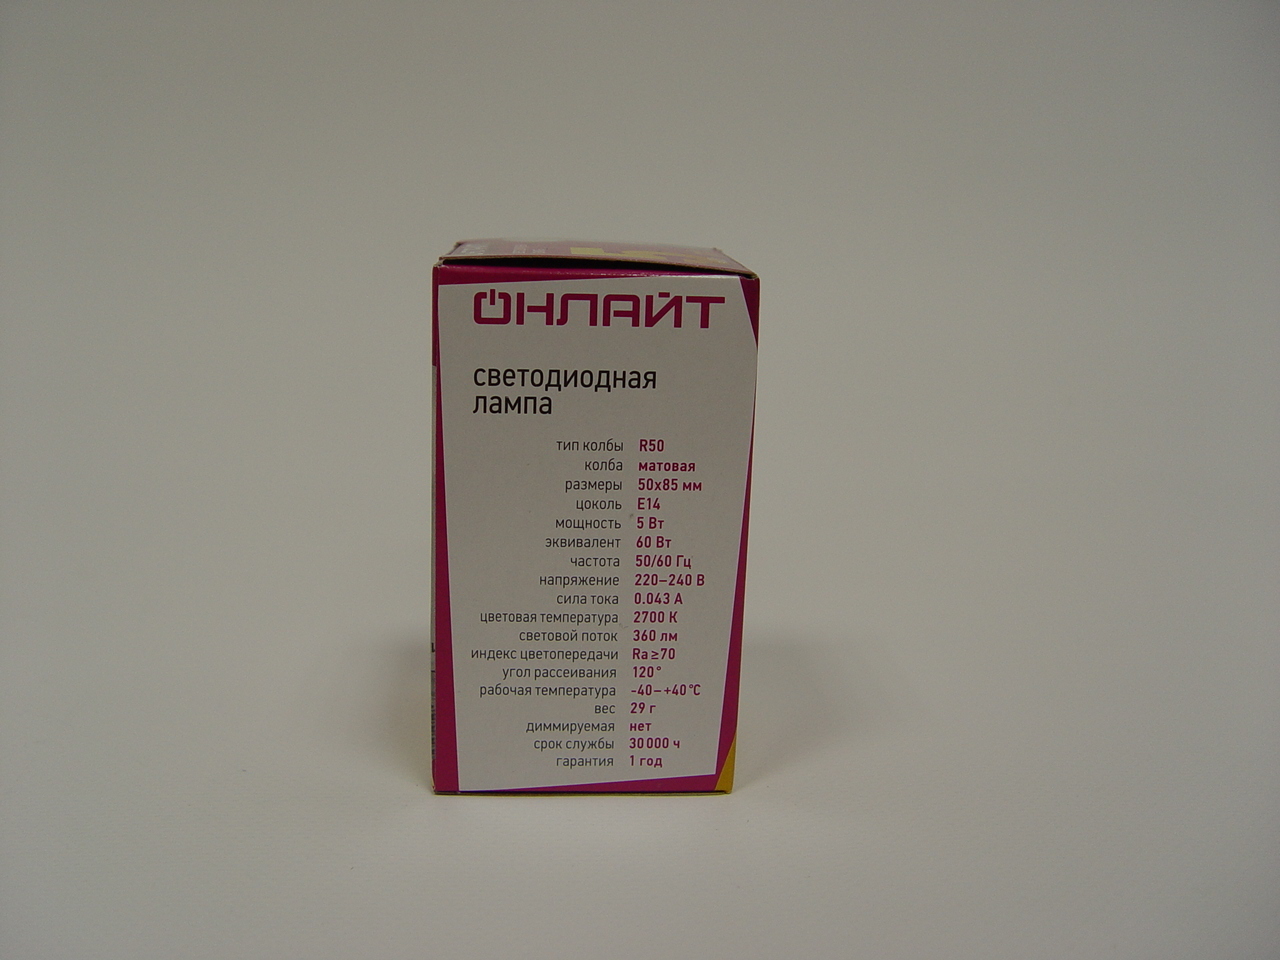 ОНЛАЙТ
светодиодная
лампа
тип колбы R50
колба матовая
размеры 50x85 мм
цоколь E14
мощность 5 Вт
эквивалент 60 Вт
частота 50/60 Гц
напряжение 220–240 В
сила тока 0.043 А
цветовая температура 2700 К
световой поток 360 лм
индекс цветопередачи Ra≥70
угол рассеивания 120°
рабочая температура -40–+40°C
вес 29 г
диммируемая нет
срок службы 30 000 ч
гарантия 1 год